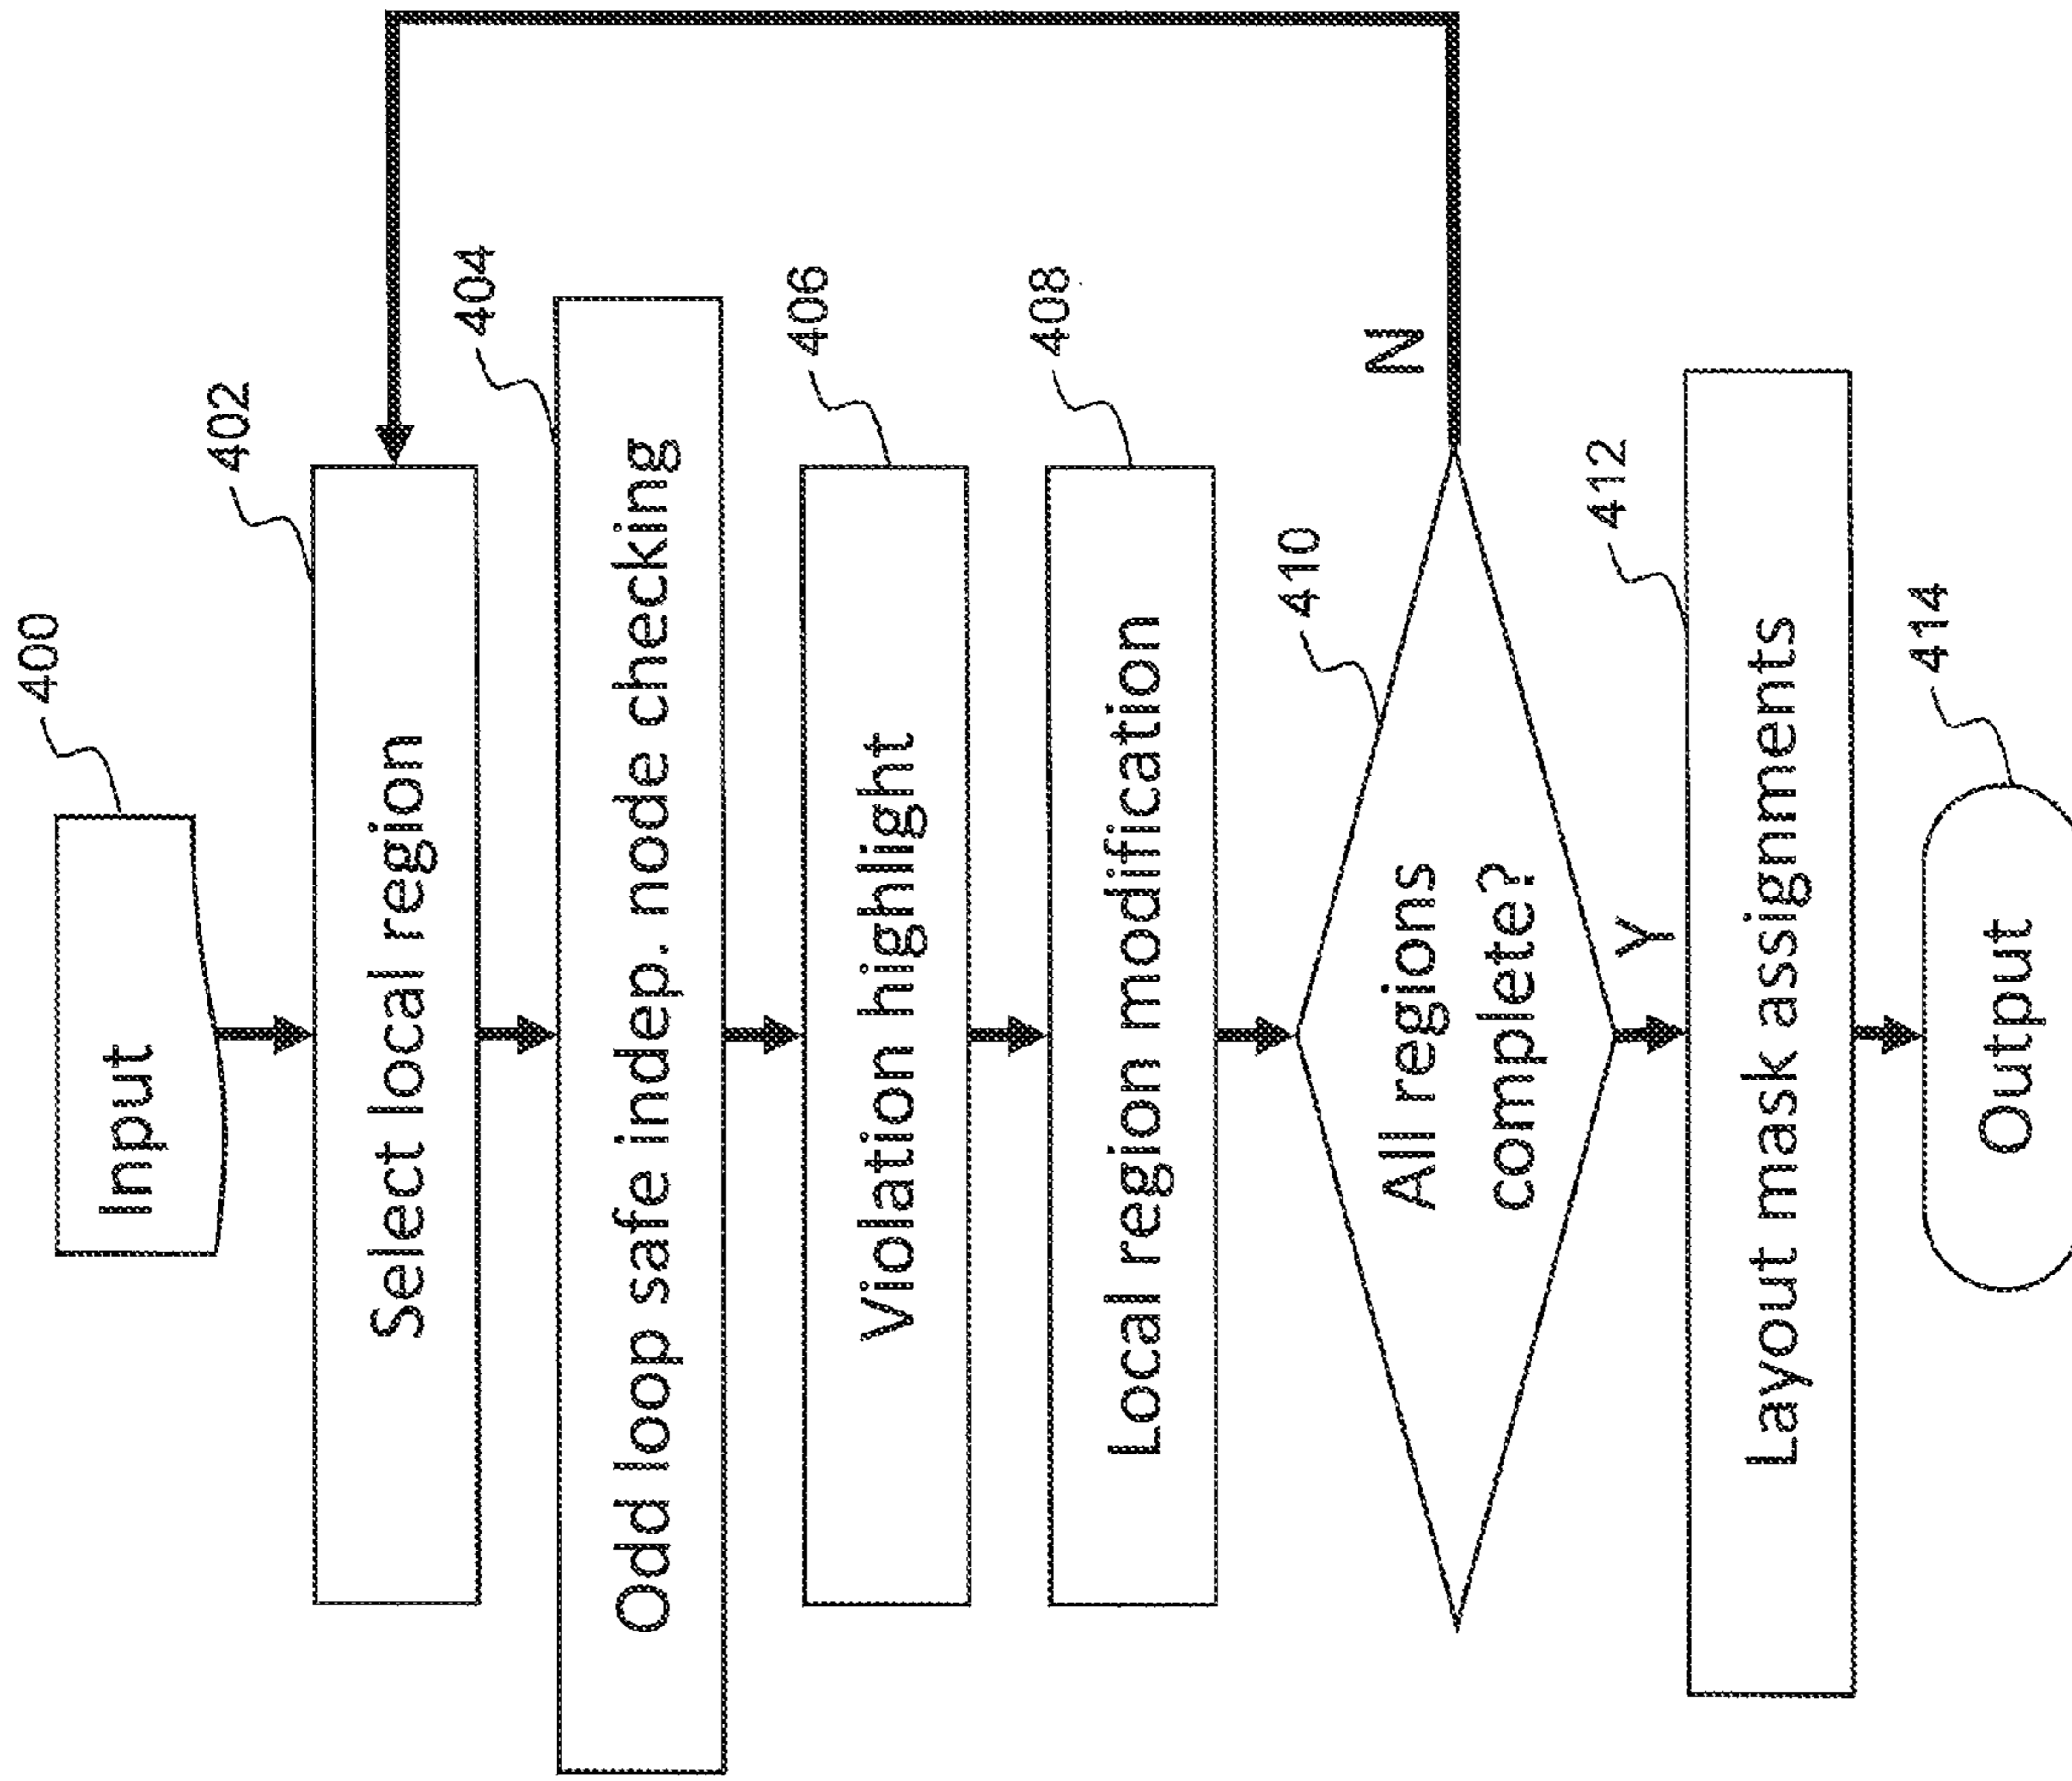 Input
400
Select local region
402
Odd loop safe indep. node checking
404
Violation highlight
406
Local region modification
408
All regions
complete?
410
N
Y
Layout mask assignments
412
Output
414